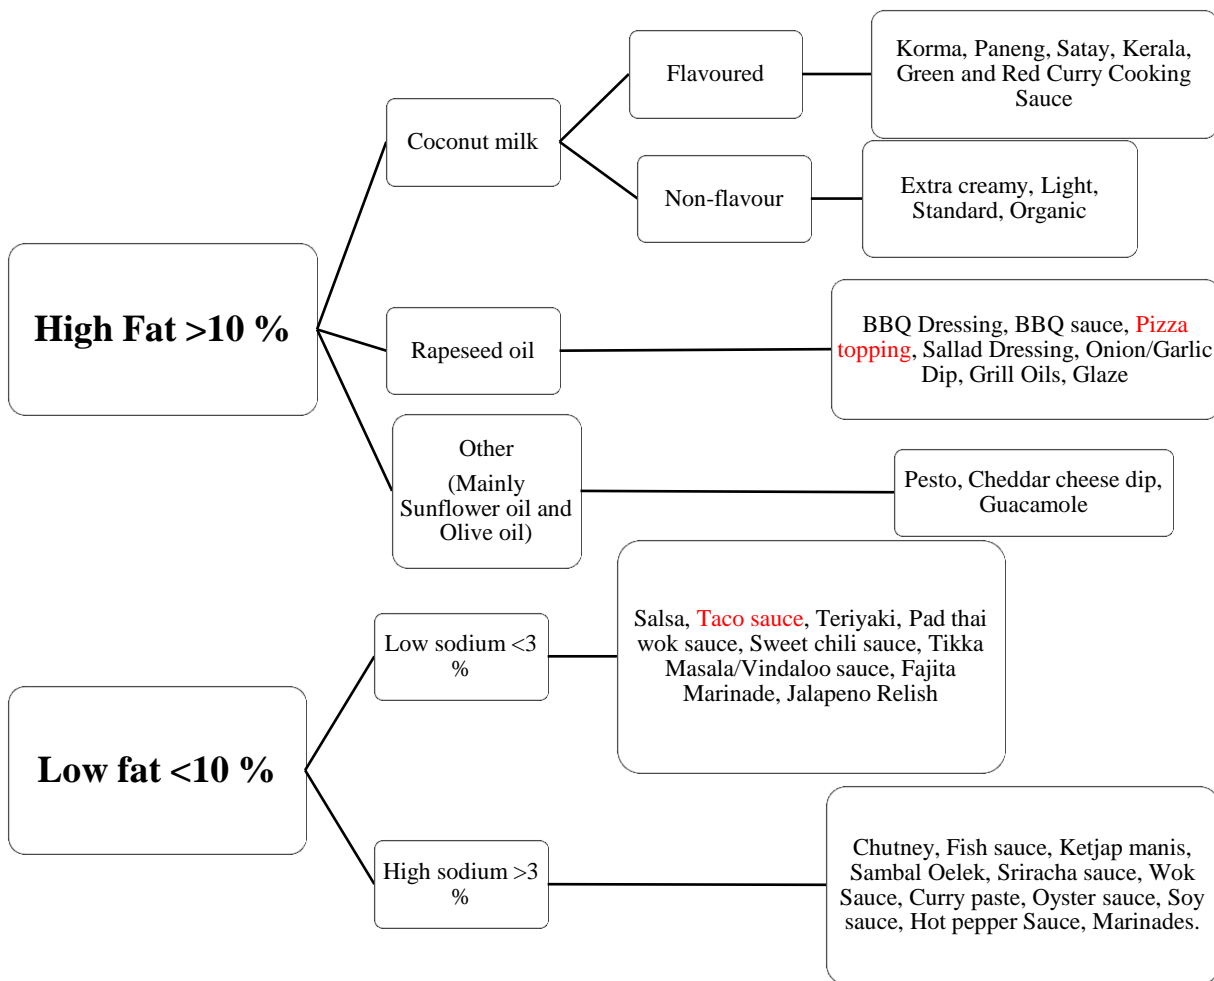 High Fat >10 %
Coconut milk
Flavoured
Korma, Paneng, Satay, Kerala,
Green and Red Curry Cooking
Sauce
Non-flavour
Extra creamy, Light,
Standard, Organic
Rapeseed oil
BBQ Dressing, BBQ sauce, Pizza
topping, Sallad Dressing, Onion/Garlic
Dip, Grill Oils, Glaze
Other
(Mainly
Sunflower oil and
Olive oil)
Pesto, Cheddar cheese dip,
Guacamole
Low fat <10 %
Low sodium <3
%
Salsa, Taco sauce, Teriyaki, Pad thai
wok sauce, Sweet chili sauce, Tikka
Masala/Vindaloo sauce, Fajita
Marinade, Jalapeno Relish
High sodium >3
%
Chutney, Fish sauce, Ketjap manis,
Sambal Oelek, Sriracha sauce, Wok
Sauce, Curry paste, Oyster sauce, Soy
sauce, Hot pepper Sauce, Marinades.